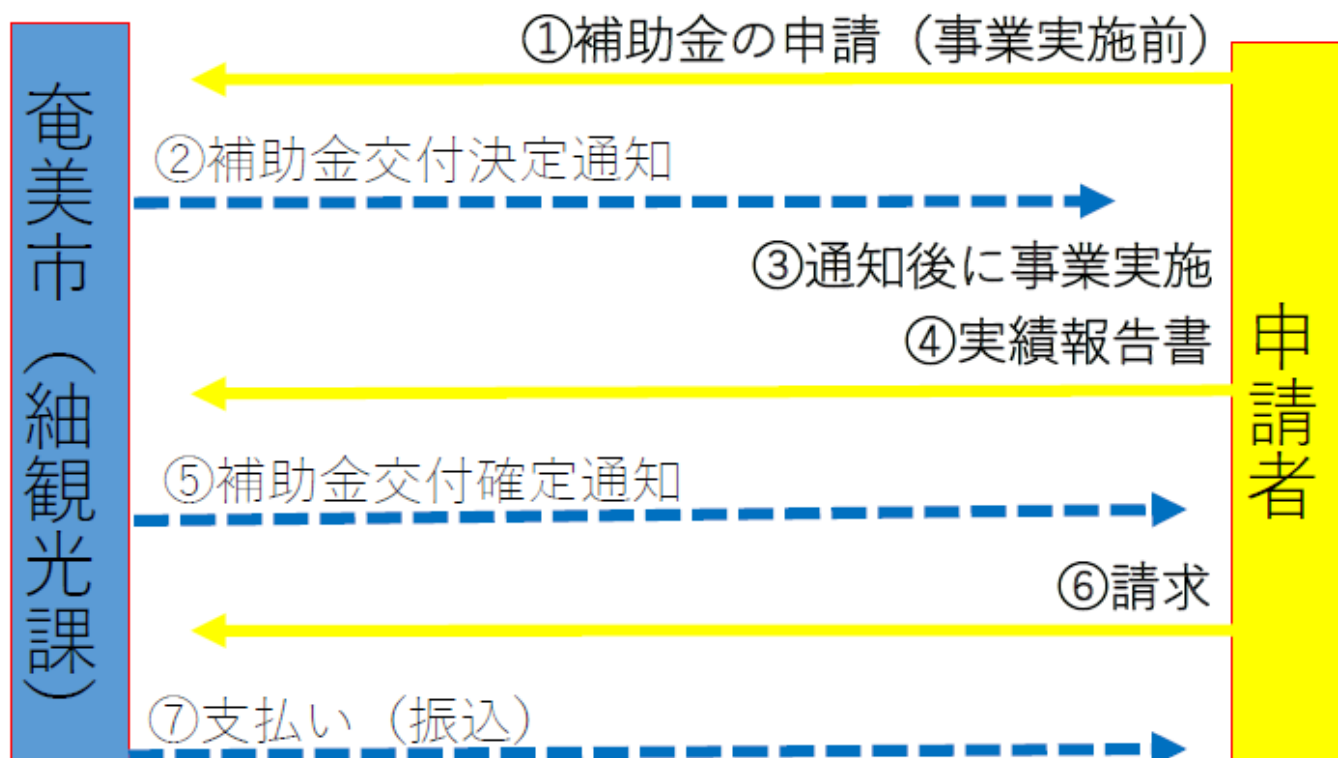 奄美市（紬観光課）
①補助金の申請（事業実施前）
②補助金交付決定通知
③通知後に事業実施
④実績報告書
⑤補助金交付確定通知
⑥請求
⑦支払い（振込）
申請者